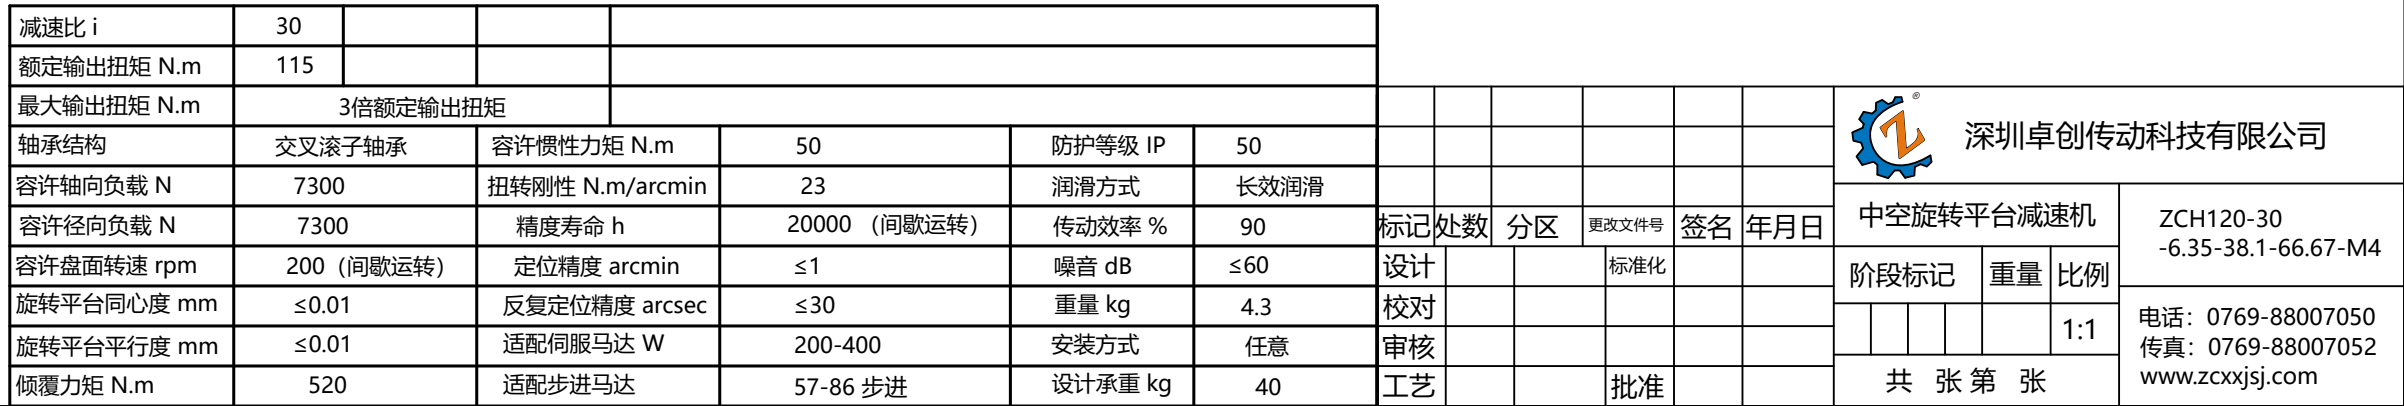 减速比 i 30
额定输出扭矩 N.m 115
最大输出扭矩 N.m 3倍额定输出扭矩
轴承结构 交叉滚子轴承 容许惯性力矩 N.m 50 防护等级 IP 50
容许轴向负载 N 7300 扭转刚性 N.m/arcmin 23 润滑方式 长效润滑
容许径向负载 N 7300 精度寿命 h 20000 （间歇运转） 传动效率 % 90
容许盘面转速 rpm 200（间歇运转） 定位精度 arcmin ≤1 噪音 dB ≤60
旋转平台同心度 mm ≤0.01 反复定位精度 arcsec ≤30 重量 kg 4.3
旋转平台平行度 mm ≤0.01 适配伺服马达 W 200-400 安装方式 任意
倾覆力矩 N.m 520 适配步进马达 57-86 步进 设计承重 kg 40
标记 处数 分区 更改文件号 签名 年月日
设计 标准化
校对
审核
工艺 批准
Z ®
深圳卓创传动科技有限公司
中空旋转平台减速机
ZCH120-30
-6.35-38.1-66.67-M4
阶段标记 重量 比例
1:1
共 张 第 张
电话：0769-88007050
传真：0769-88007052
www.zcxxjsj.com